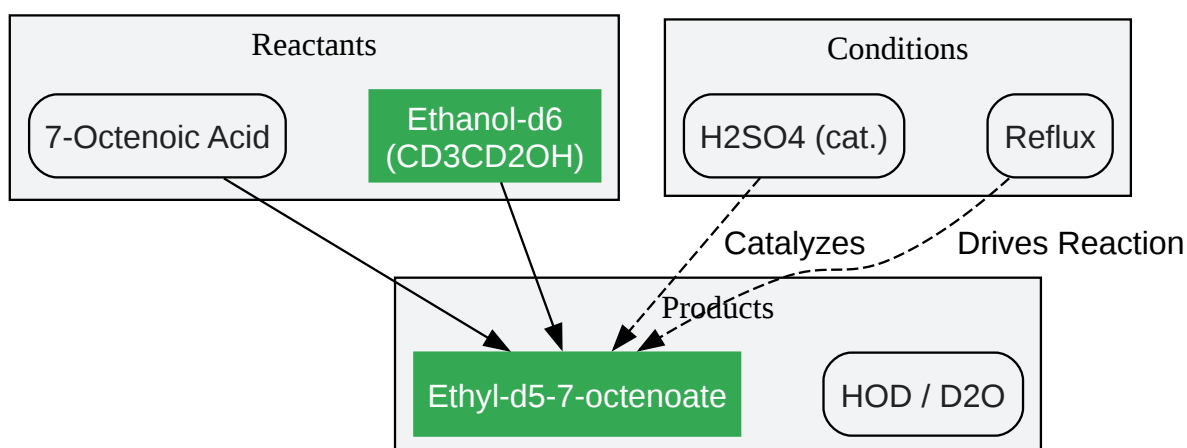 Reactants
7-Octenoic Acid
Ethanol-d6
(CD3CD2OH)
Conditions
H2SO4 (cat.)
Reflux
Catalyzes
Drives Reaction
Products
Ethyl-d5-7-octenoate
HOD / D2O